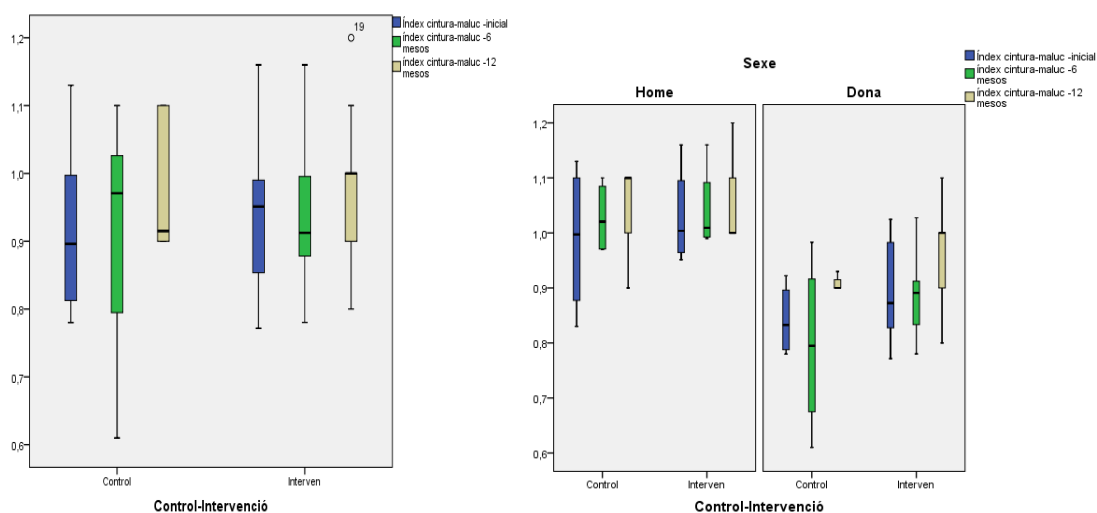 Índex cintura-maluc -inicial
índex cintura-maluc -6
mesos
índex cintura-maluc -12
mesos
19
1,2
1,1
1,0
0,9
0,8
0,7
0,6
Control
Interven
Control-Intervenció
Sexe
Home
Dona
Índex cintura-maluc -inicial
índex cintura-maluc -6
mesos
índex cintura-maluc -12
mesos
1,2
1,1
1,0
0,9
0,8
0,7
0,6
Control
Interven
Control
Interven
Control-Intervenció